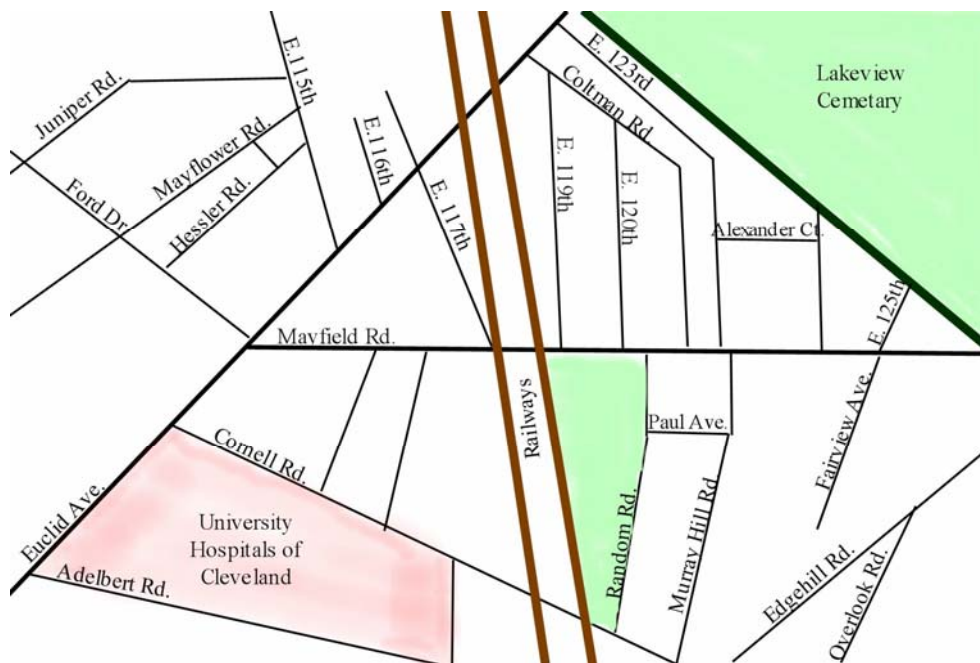 E.115th
E. 123rd
Lakeview
Cemetary
Juniper Rd.
Coltman Rd.
Mayflower Rd.
E.116th
E. 119th
Ford Dr.
Hessler Rd.
E. 117th
E. 120th
Alexander Ct.
E. 125th
Mayfield Rd.
Railways
Fairview Ave.
Paul Ave.
Cornell Rd.
Euclid Ave.
University
Hospitals of
Cleveland
Random Rd.
Murray Hill Rd
Edgehill Rd.
Overlook Rd.
Adelbert Rd.